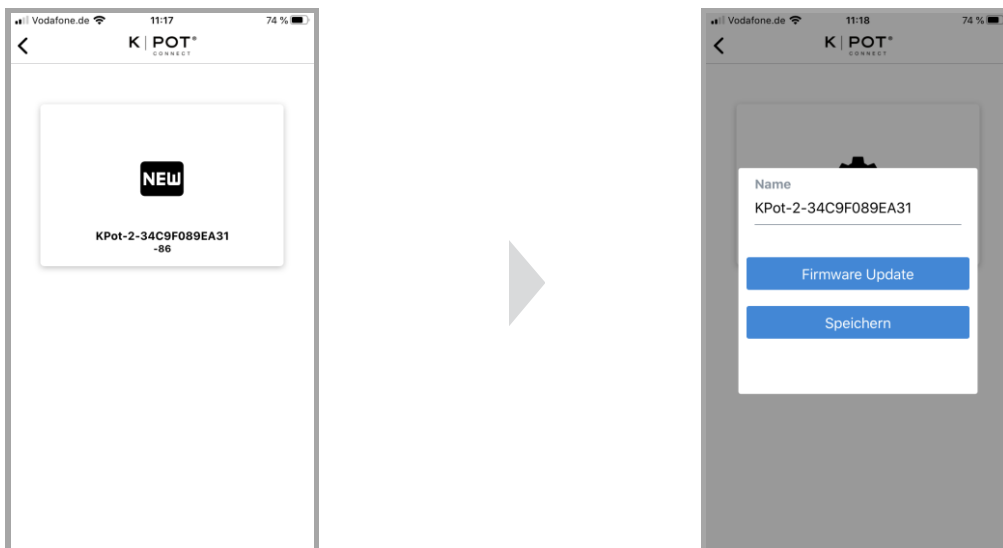 Vodafone.de 11:17 74 %
K | POT®
CONNECT
NEW
KPot-2-34C9F089EA31
-86
Vodafone.de 11:18 74 %
K | POT®
CONNECT
Name
KPot-2-34C9F089EA31
Firmware Update
Speichern